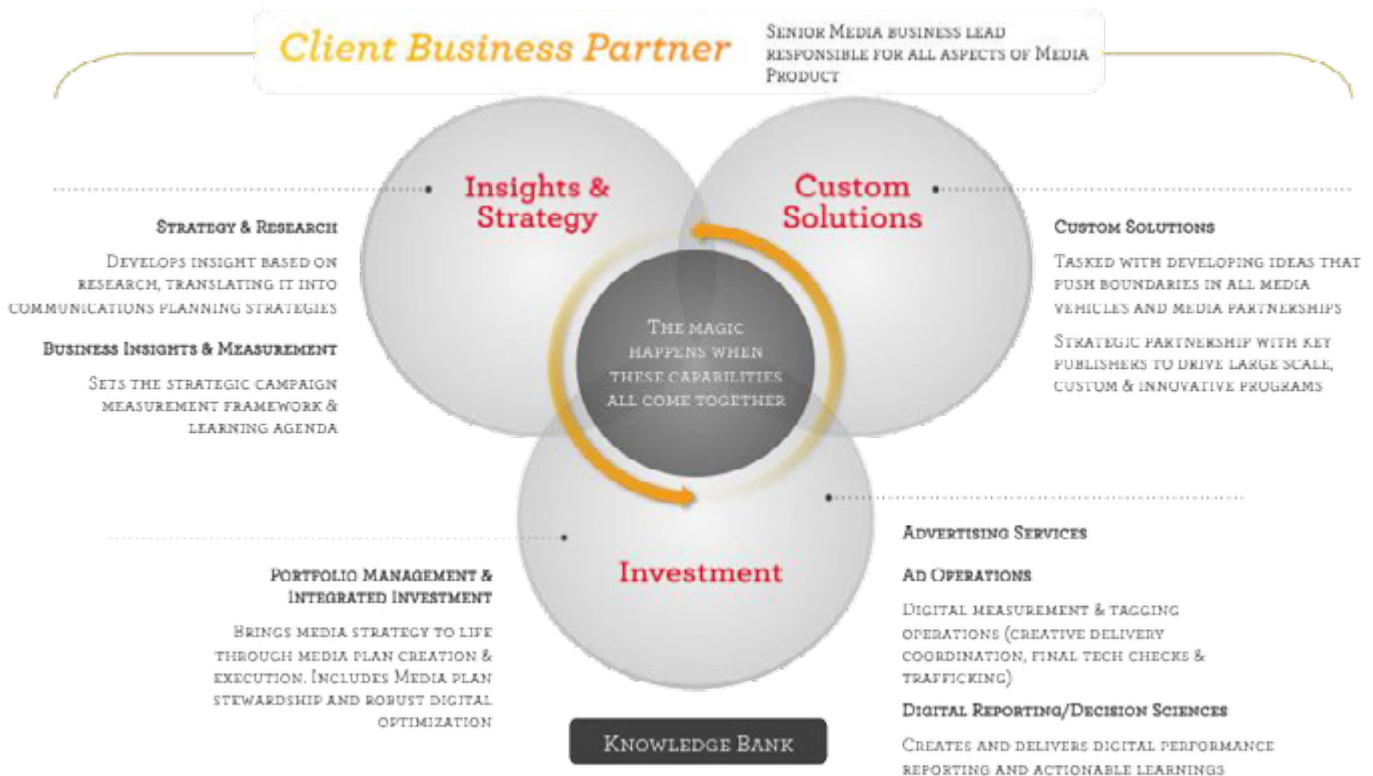 Client Business Partner
Senior Media business lead
responsible for all aspects of Media
Product
Insights &
Strategy
Custom
Solutions
Strategy & Research
Develops insight based on
research, translating it into
communications planning strategies
Business Insights & Measurement
Sets the strategic campaign
measurement framework &
learning agenda
The magic
happens when
these capabilities
all come together
Custom Solutions
Tasked with developing ideas that
push boundaries in all media
vehicles and media partnerships
Strategic partnership with key
publishers to drive large scale,
custom & innovative programs
Investment
Portfolio Management &
Integrated Investment
Brings media strategy to life
through media plan creation &
execution. Includes Media plan
stewardship and robust digital
optimization
Advertising Services
Ad Operations
Digital measurement & tagging
operations (creative delivery
coordination, final tech checks &
trafficking)
Digital Reporting/Decision Sciences
Creates and delivers digital performance
reporting and actionable learnings
Knowledge Bank